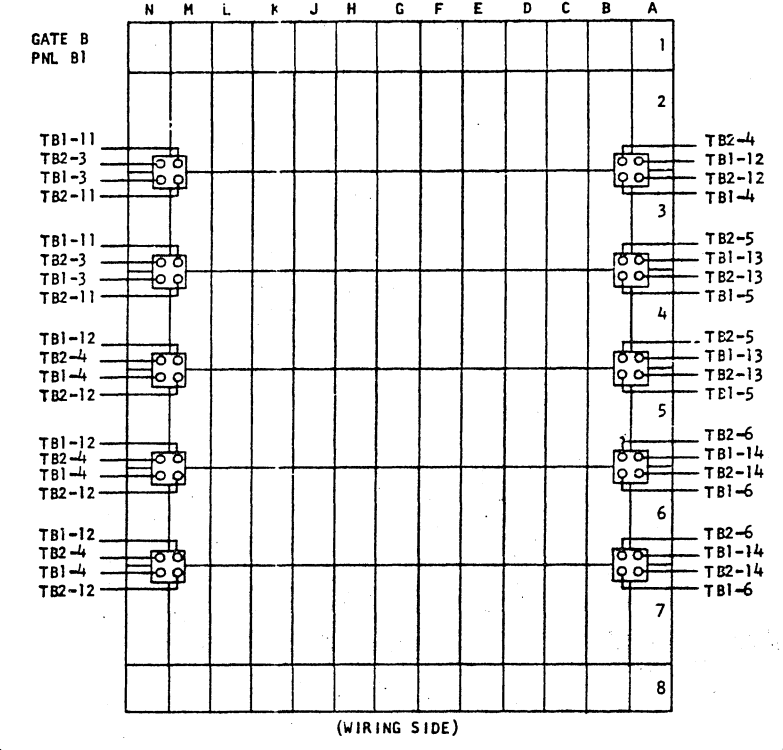 N M L K J H G F E D C B A
GATE B
PNL B1
1
2
TB1-11
TB2-3
TB1-3
TB2-11
TB2-4
TB1-12
TB2-12
TB1-4
3
TB1-11
TB2-3
TB1-3
TB2-11
TB2-5
TB1-13
TB2-13
TB1-5
4
TB1-12
TB2-4
TB1-4
TB2-12
TB2-5
TB1-13
TB2-13
TB1-5
5
TB1-12
TB2-4
TB1-4
TB2-12
TB2-6
TB1-14
TB2-14
TB1-6
6
TB1-12
TB2-4
TB1-4
TB2-12
TB2-6
TB1-14
TB2-14
TB1-6
7
8
(WIRING SIDE)